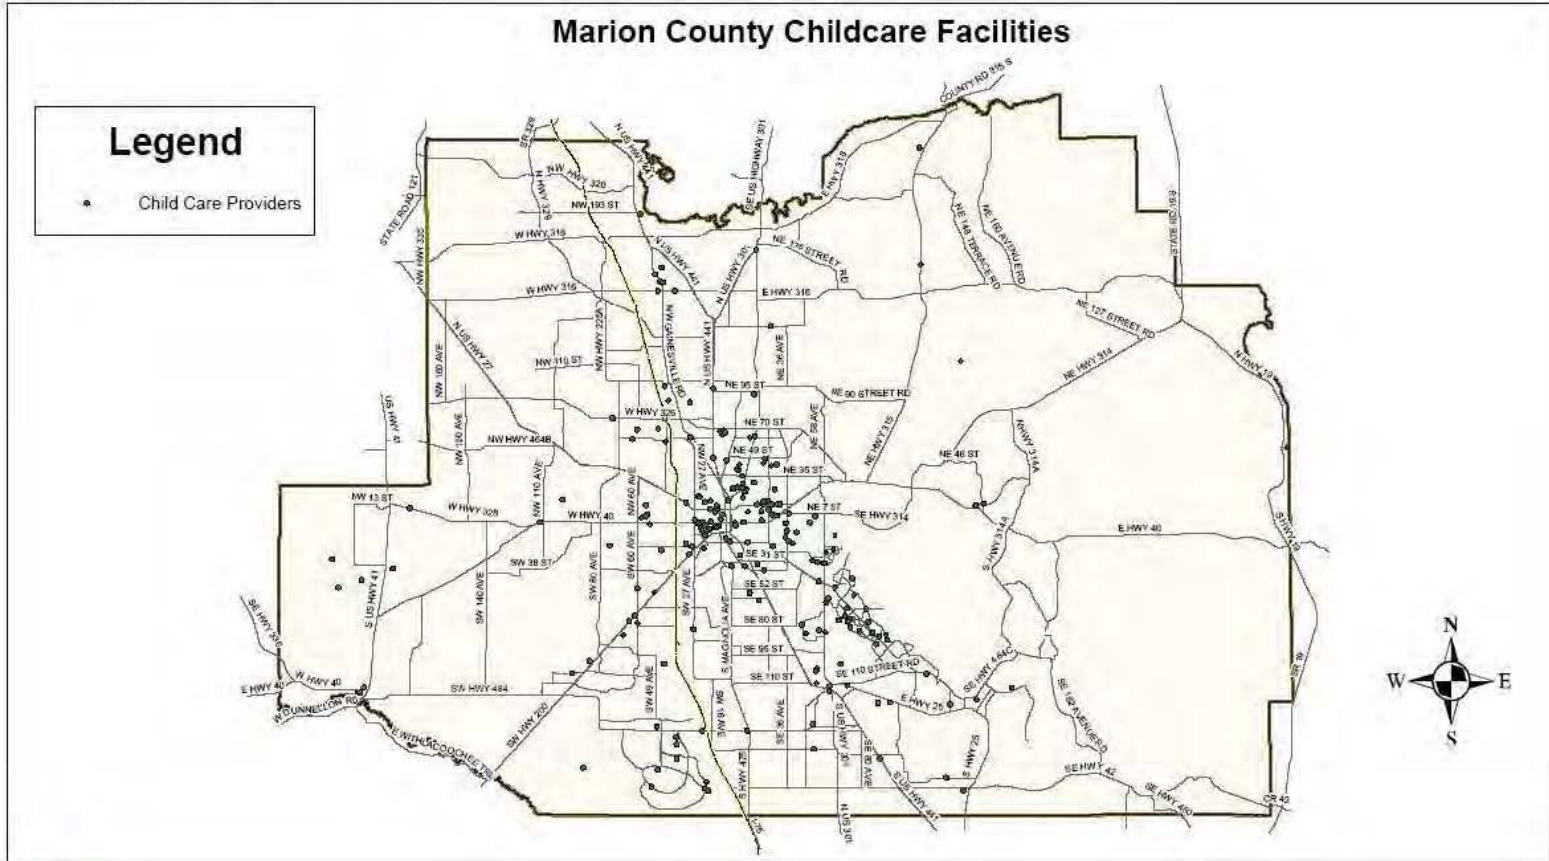 Marion County Childcare Facilities
Legend
Child Care Providers
COUNTY RD 315 S
SR 329
N US HWY 441
SE US HIGHWAY 301
E HWY 318
STATE ROAD 121
NW HWY 320
N HWY 329
NW 193 ST
NE 148 TERRACE RD
NE 160 AVENUE RD
STATE RD 19 S
NW HWY 335
W HWY 318
N US HWY 441
N US HWY 301
NE 135 STREET RD
W HWY 316
E HWY 316
NE 127 STREET RD
N US HWY 27
NW HWY 225A
NW GAINESVILLE RD
N US HWY 441
NE 36 AVE
NW 160 AVE
NW 110 ST
NE HWY 314
N HWY 19
NE 95 ST
NE 90 STREET RD
US HWY 41
NW 120 AVE
W HWY 326
NE 70 ST
NE 58 AVE
NE HWY 315
NW HWY 464B
NW 27 AVE
NE 49 ST
NE 35 ST
NE 46 ST
NHWY 314A
NW 110 AVE
NW 60 AVE
NW 13 ST
W HWY 328
W HWY 40
NE 7 ST
SE HWY 314
S HWY 314A
E HWY 40
S HWY 19
SW 38 ST
SW 80 AVE
SW 60 AVE
SE 31 ST
SE 52 ST
S US HWY 41
SW 140 AVE
SW 27 AVE
S MAGNOLIA AVE
SE 80 ST
SE HWY 336
SE 95 ST
SE 110 ST
SE 110 STREET RD
SE HWY 464C
E HWY 40
W HWY 40
SW HWY 484
SW 49 AVE
E HWY 25
SE 182 AVENUE RD
SR 19
W DUNNELLON RD
SW HWY 200
SE 36 AVE
S US HWY 301
E WITHLACOOCHEE TRL
S HWY 475
SE 80 AVE
S US HWY 441
S HWY 25
SE HWY 42
SE HWY 450
CR 42
I-75
N US 301
N
W
E
S